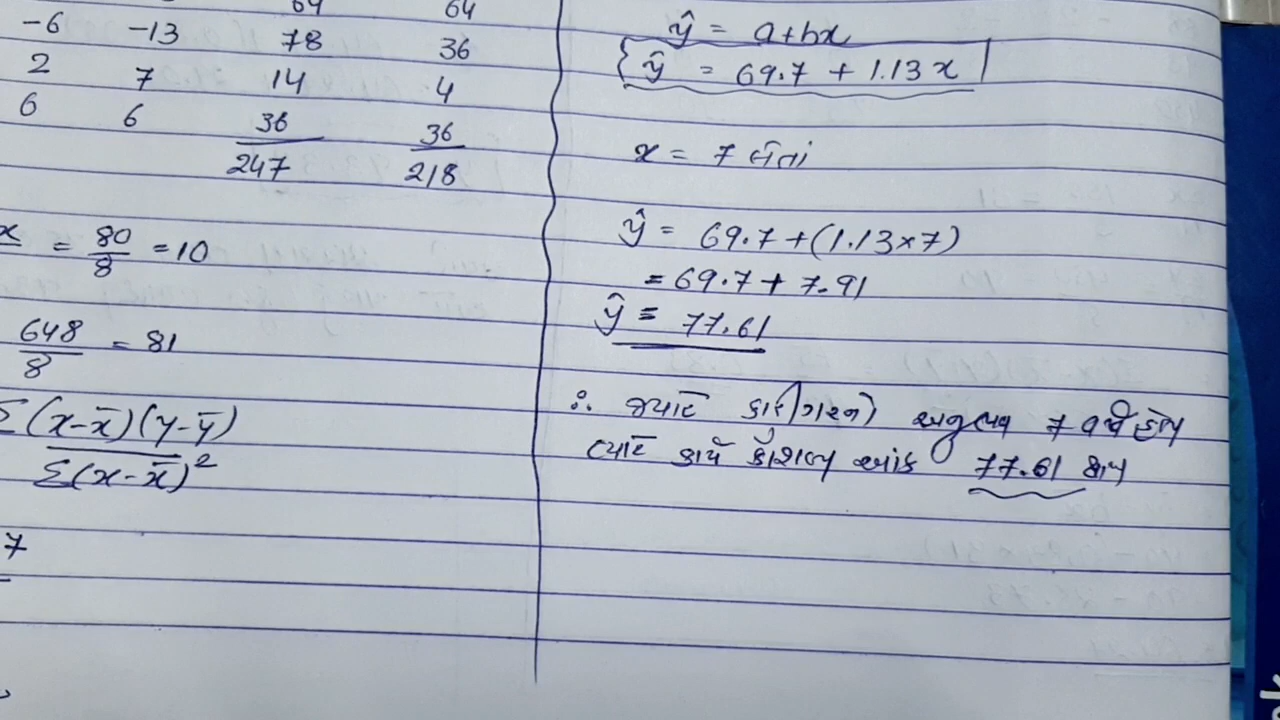 64 64
-6 -13 78 36
2 7 14 4
6 6 36 36
247 218
x̄ = 80/8 = 10
648/8 = 81
Σ(x-x̄)(y-ȳ)
Σ(x-x̄)²
7
ŷ = a+bx
ŷ = 69.7 + 1.13x
x = 7 લેતાં
ŷ = 69.7+(1.13×7)
= 69.7+ 7.91
ŷ = 77.61
∴ જ્યારે કારીગરનો અનુભવ 7 વર્ષ હોય
ત્યારે કાર્ય કૌશલ્ય આંક 77.61 થાય